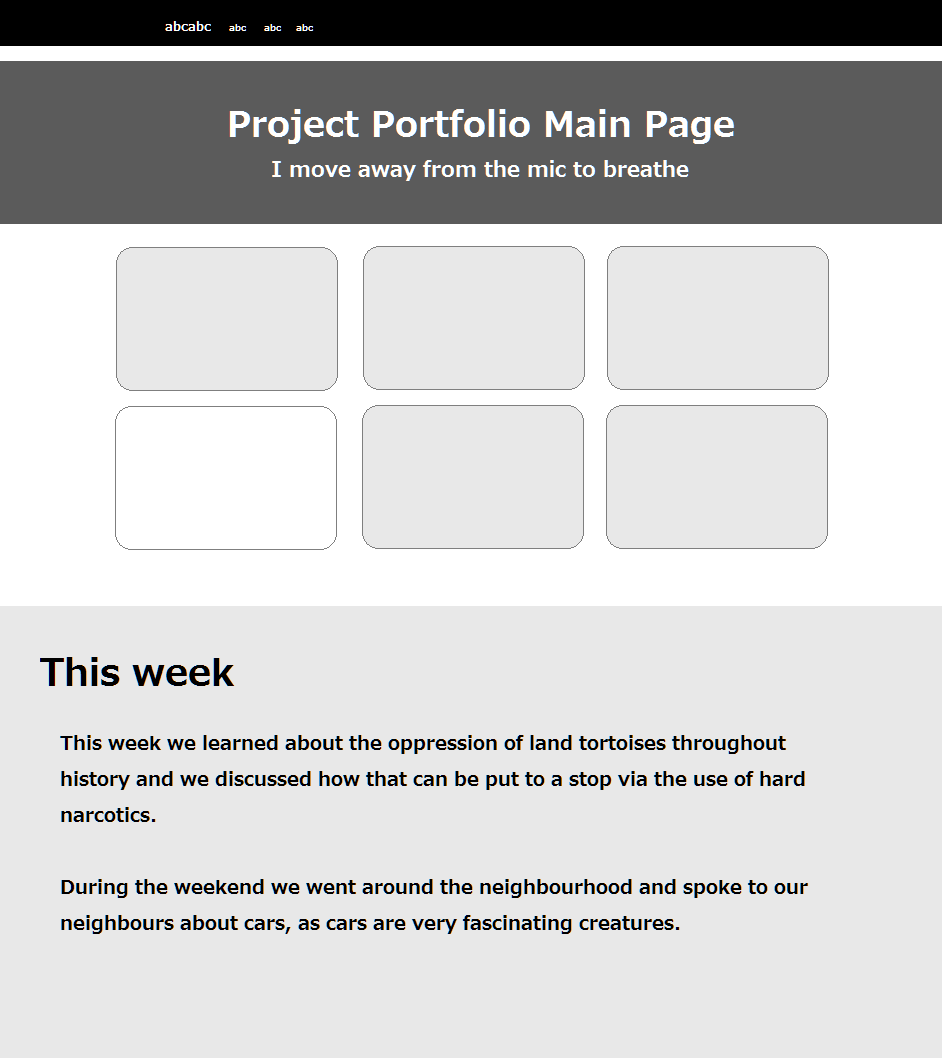 abcabc abc abc abc
Project Portfolio Main Page
I move away from the mic to breathe
This week
This week we learned about the oppression of land tortoises throughout
history and we discussed how that can be put to a stop via the use of hard
narcotics.
During the weekend we went around the neighbourhood and spoke to our
neighbours about cars, as cars are very fascinating creatures.